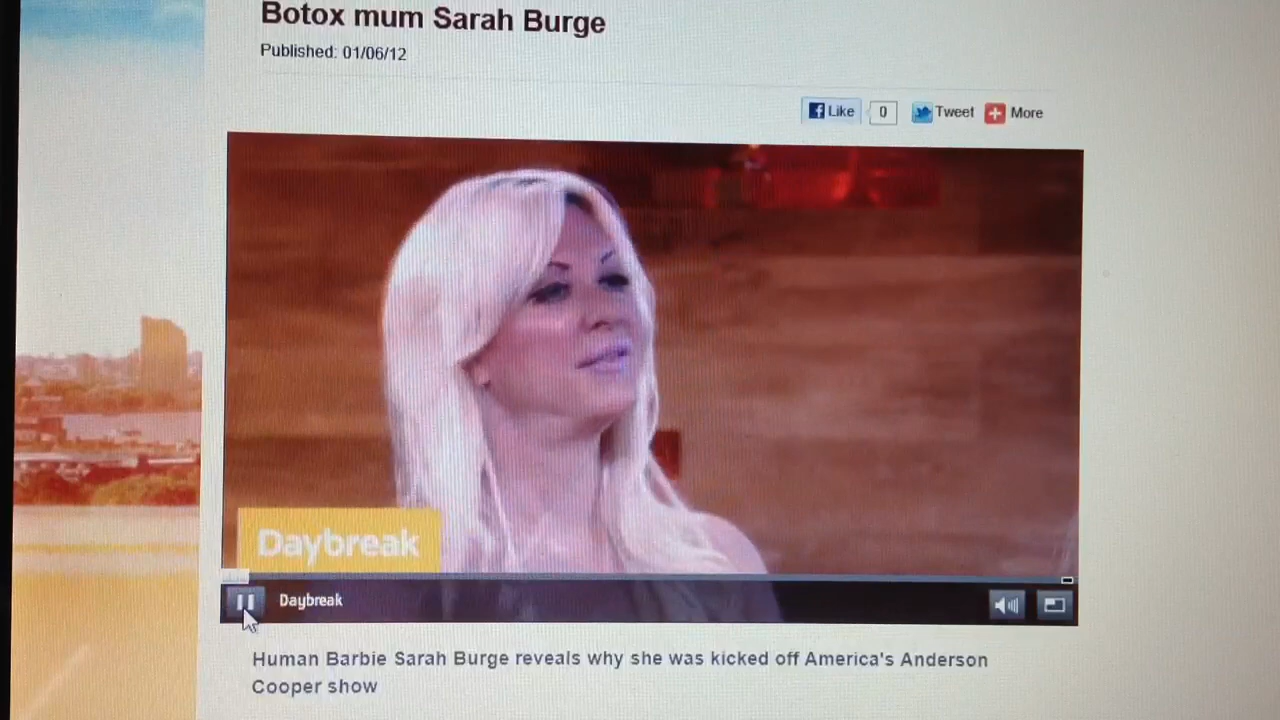 Botox mum Sarah Burge
Published: 01/06/12
Like 0 Tweet More
Daybreak
Daybreak
Human Barbie Sarah Burge reveals why she was kicked off America's Anderson
Cooper show